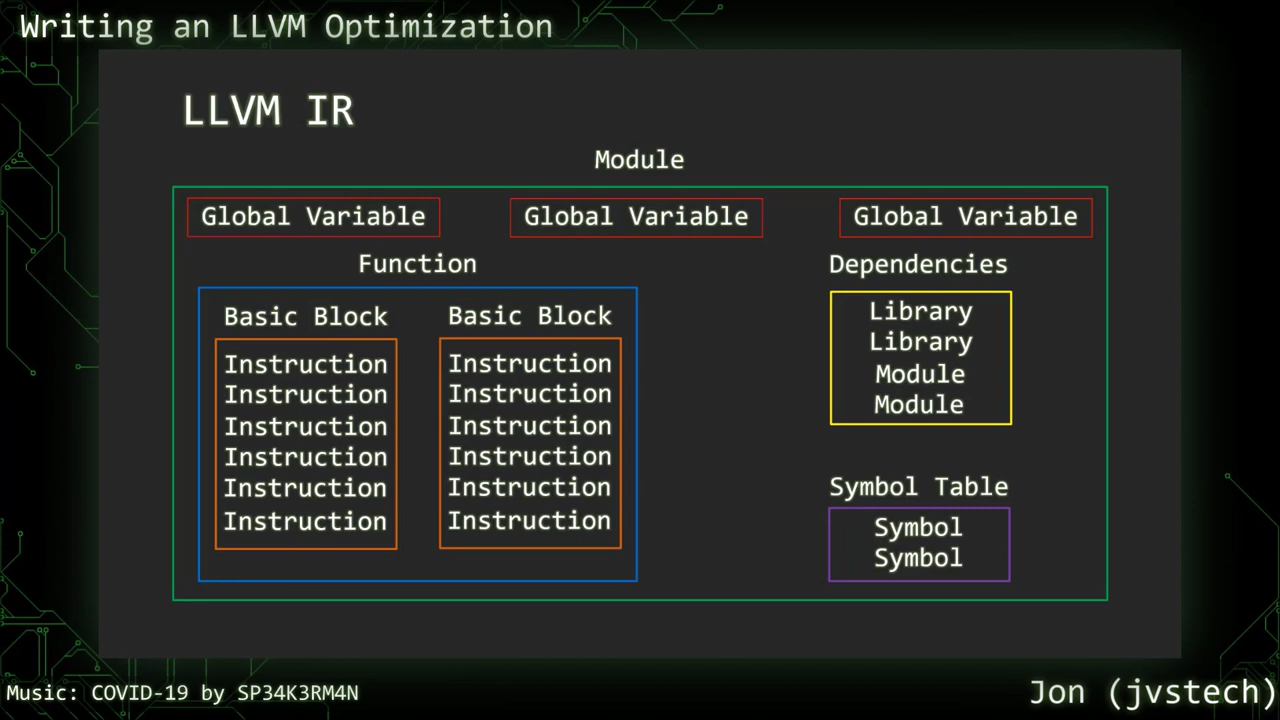 Writing an LLVM Optimization
LLVM IR
Module
Global Variable
Global Variable
Global Variable
Function
Basic Block
Instruction
Instruction
Instruction
Instruction
Instruction
Instruction
Basic Block
Instruction
Instruction
Instruction
Instruction
Instruction
Instruction
Dependencies
Library
Library
Module
Module
Symbol Table
Symbol
Symbol
Music: COVID-19 by SP34K3RM4N
Jon (jvstech)